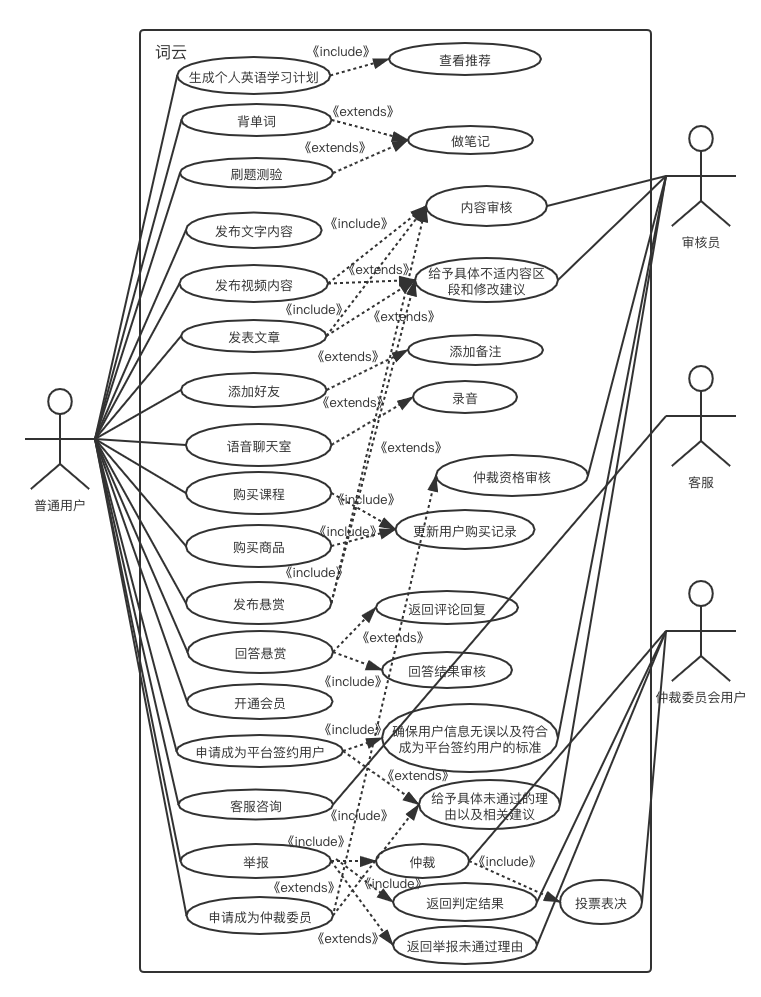 词云
《include》
生成个人英语学习计划
查看推荐
背单词
《extends》
做笔记
《extends》
刷题测验
发布文字内容
《include》
内容审核
审核员
发布视频内容
《extends》
给予具体不适内容区
段和修改建议
《include》
《extends》
发表文章
《extends》
添加备注
添加好友
《extends》
录音
语音聊天室
《extends》
普通用户
购买课程
《include》
仲裁资格审核
客服
购买商品
《include》
更新用户购买记录
《include》
发布悬赏
返回评论回复
《extends》
回答悬赏
回答结果审核
《include》
开通会员
仲裁委员会用户
《include》
申请成为平台签约用户
确保用户信息无误以及符合
成为平台签约用户的标准
《extends》
给予具体未通过的理
由以及相关建议
客服咨询
《include》
《include》
举报
仲裁
《include》
《extends》
《include》
返回判定结果
投票表决
申请成为仲裁委员
《extends》
返回举报未通过理由